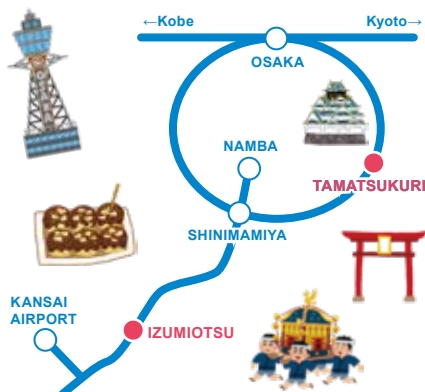 ←Kobe
Kyoto→
OSAKA
NAMBA
TAMATSUKURI
SHINIMAMIYA
KANSAI
AIRPORT
IZUMIOTSU